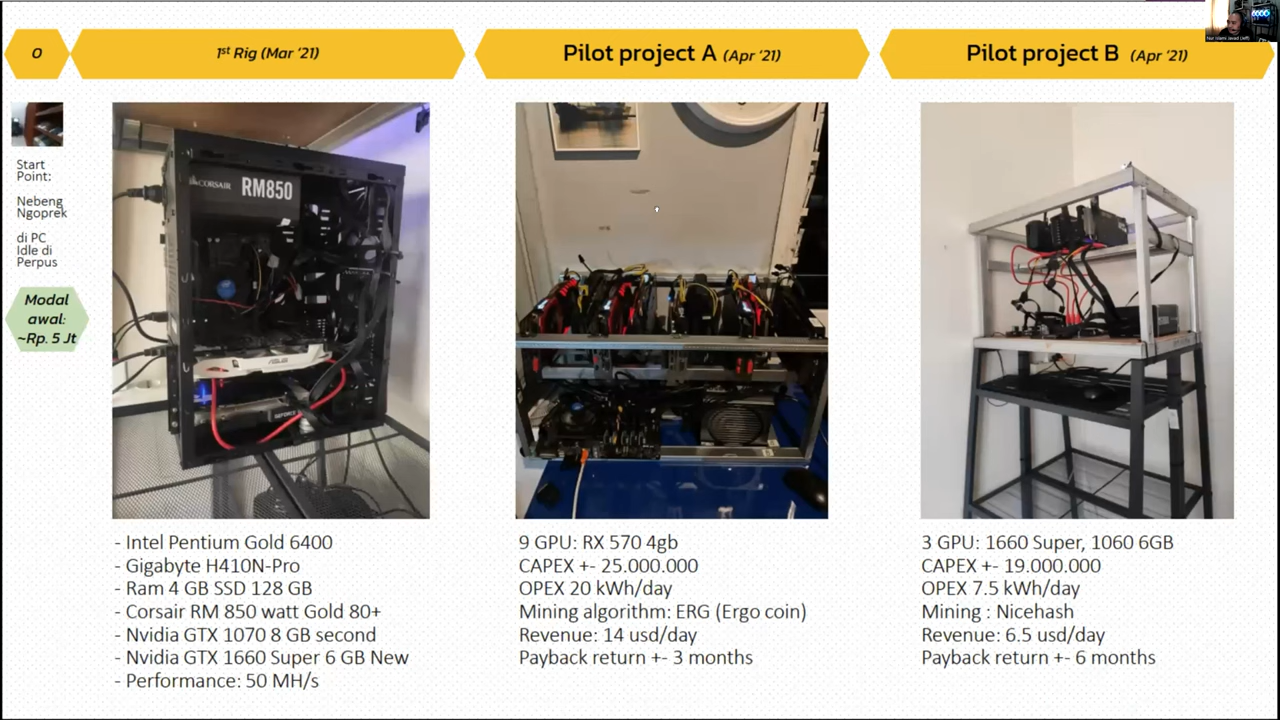 O
1st Rig (Mar '21)
Pilot project A (Apr '21)
Pilot project B (Apr '21)
Nur Islami Javad (Jeff)
Start
Point:
Nebeng
Ngoprek
di PC
Idle di
Perpus
Modal
awal:
~Rp. 5 Jt
CORSAIR RM850
GEFORCE
- Intel Pentium Gold 6400
- Gigabyte H410N-Pro
- Ram 4 GB SSD 128 GB
- Corsair RM 850 watt Gold 80+
- Nvidia GTX 1070 8 GB second
- Nvidia GTX 1660 Super 6 GB New
- Performance: 50 MH/s
9 GPU: RX 570 4gb
CAPEX +- 25.000.000
OPEX 20 kWh/day
Mining algorithm: ERG (Ergo coin)
Revenue: 14 usd/day
Payback return +- 3 months
3 GPU: 1660 Super, 1060 6GB
CAPEX +- 19.000.000
OPEX 7.5 kWh/day
Mining : Nicehash
Revenue: 6.5 usd/day
Payback return +- 6 months